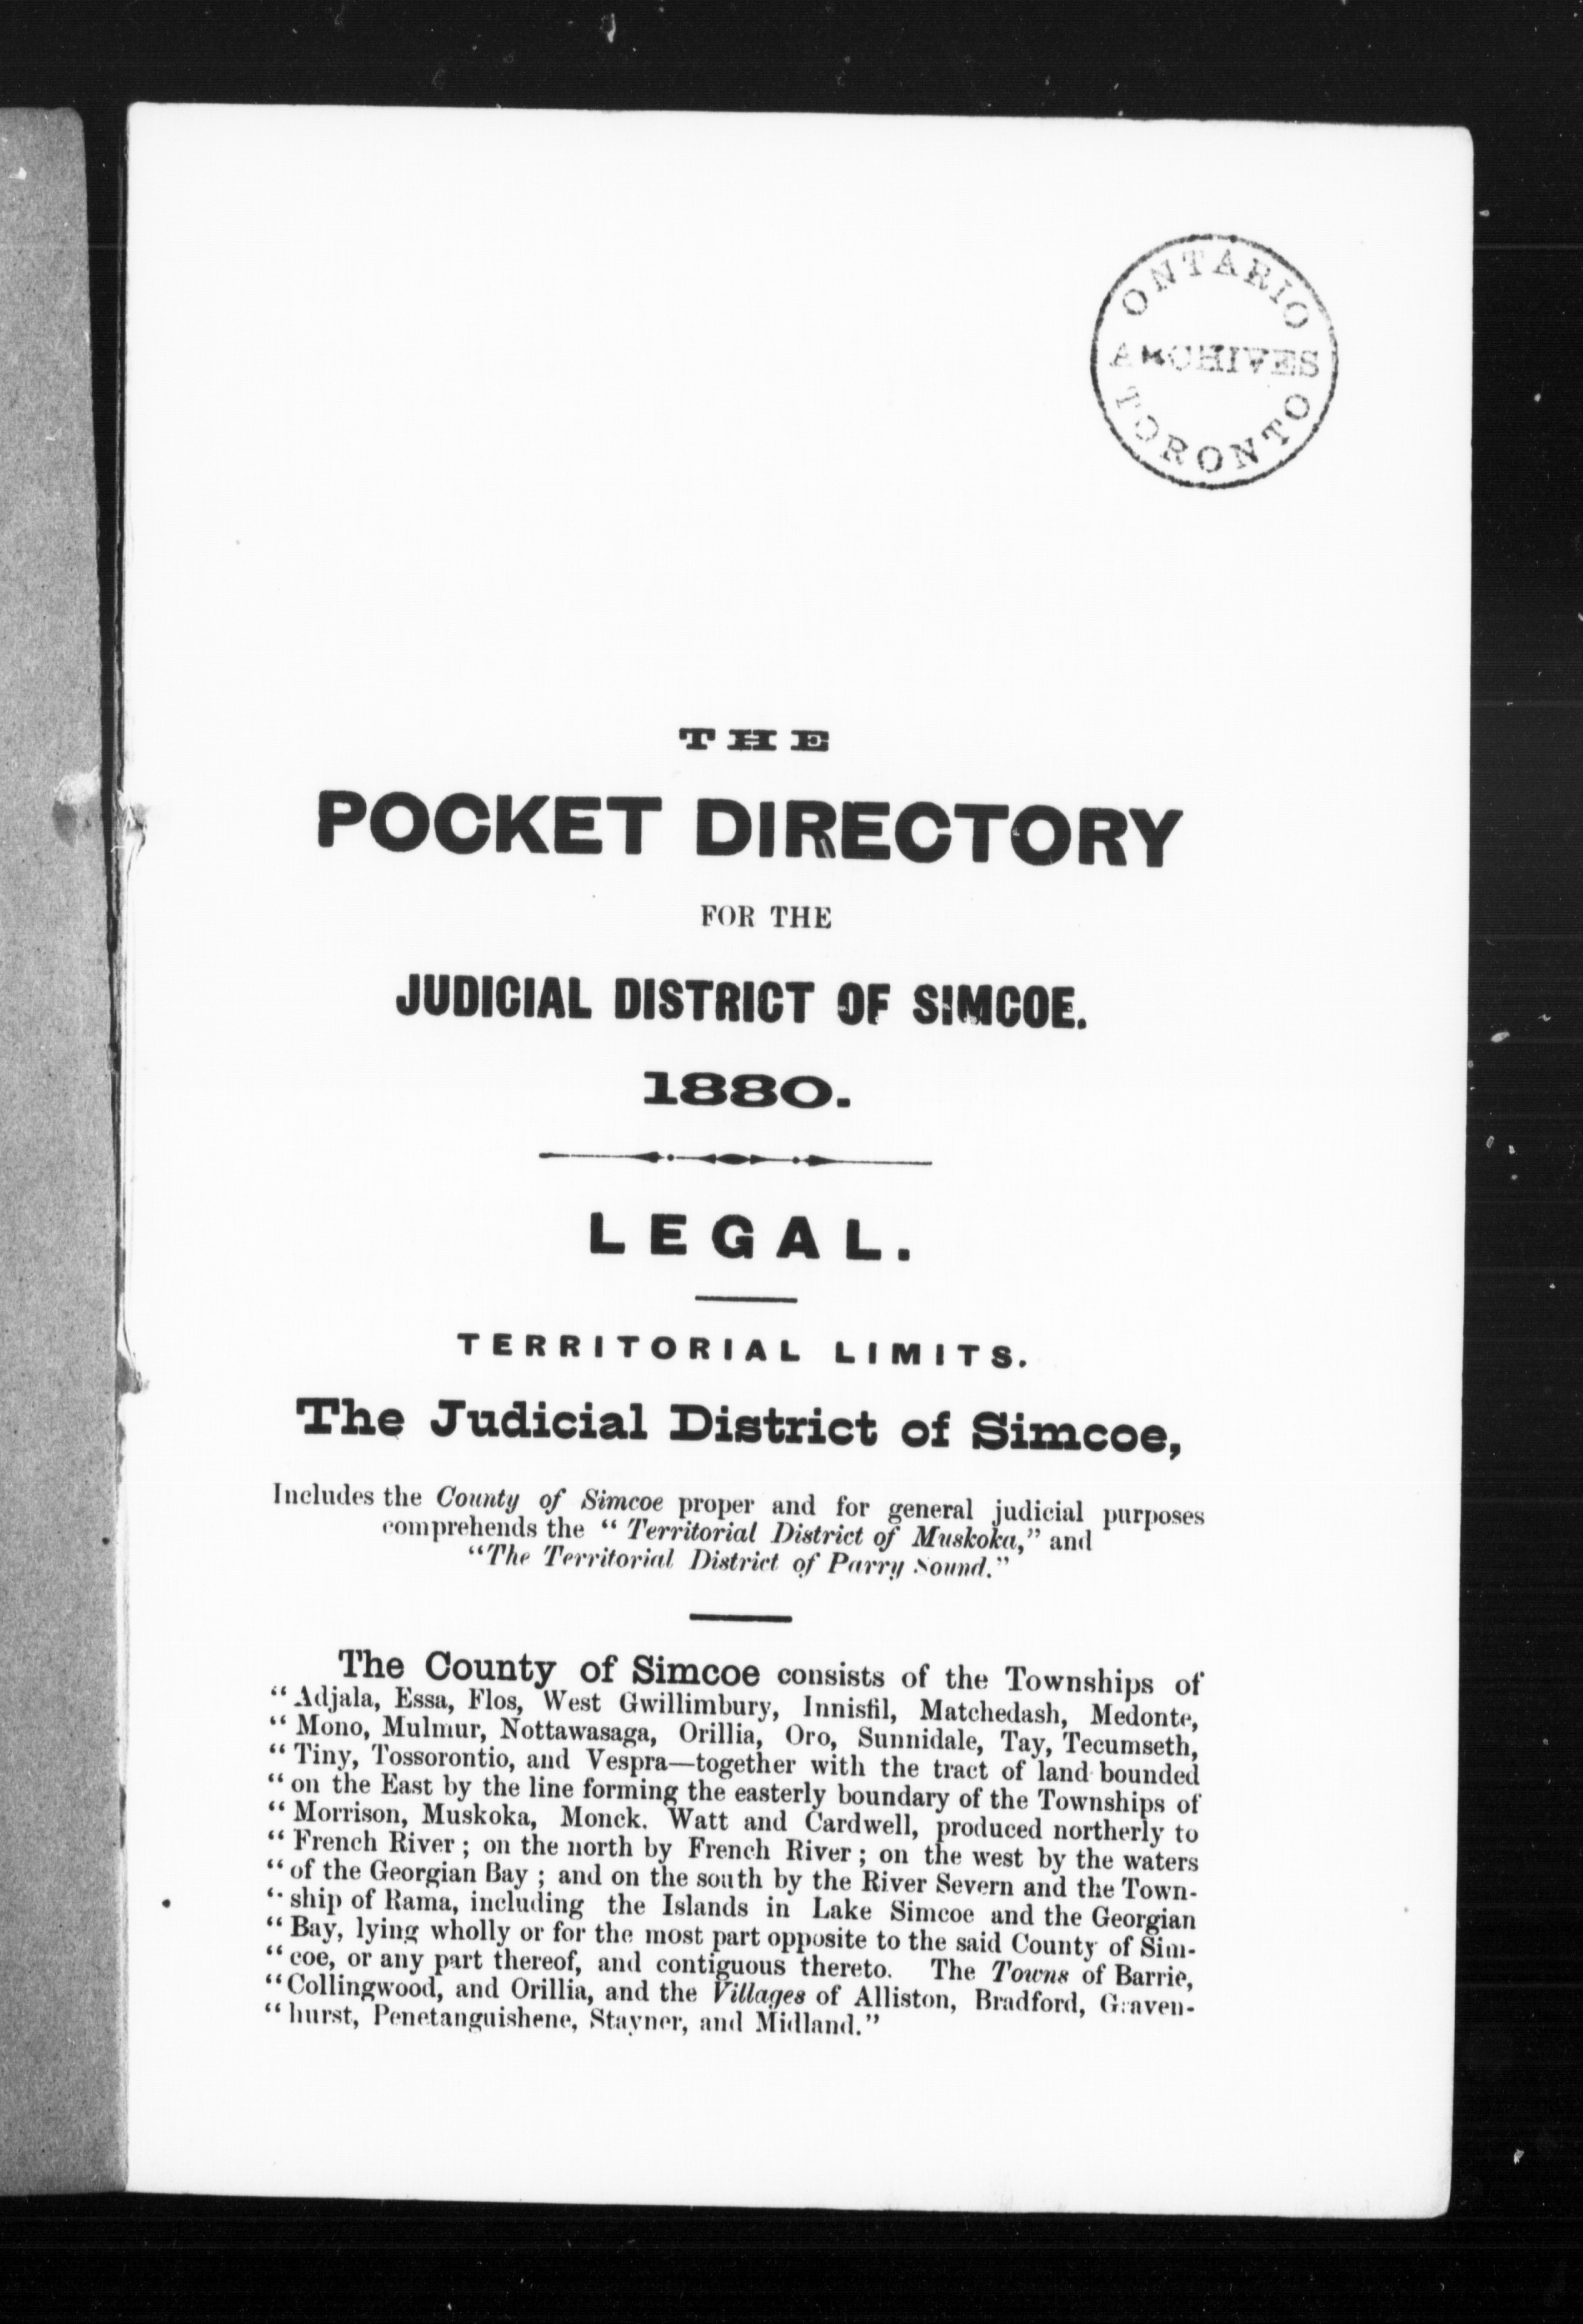 ONTARIO
ARCHIVES
TORONTO
THE
POCKET DIRECTORY
FOR THE
JUDICIAL DISTRICT OF SIMCOE.
1880.
LEGAL.
TERRITORIAL LIMITS.
The Judicial District of Simcoe,
Includes the County of Simcoe proper and for general judicial purposes
comprehends the " Territorial District of Muskoka," and
"The Territorial District of Parry Sound."
The County of Simcoe consists of the Townships of
" Adjala, Essa, Flos, West Gwillimbury, Innisfil, Matchedash, Medonte,
" Mono, Mulmur, Nottawasaga, Orillia, Oro, Sunnidale, Tay, Tecumseth,
" Tiny, Tossorontio, and Vespra—together with the tract of land bounded
" on the East by the line forming the easterly boundary of the Townships of
" Morrison, Muskoka, Monck. Watt and Cardwell, produced northerly to
" French River ; on the north by French River ; on the west by the waters
" of the Georgian Bay ; and on the south by the River Severn and the Town-
" ship of Rama, including the Islands in Lake Simcoe and the Georgian
" Bay, lying wholly or for the most part opposite to the said County of Sim-
" coe, or any part thereof, and contiguous thereto. The Towns of Barrie,
" Collingwood, and Orillia, and the Villages of Alliston, Bradford, Graven-
" hurst, Penetanguishene, Stayner, and Midland."